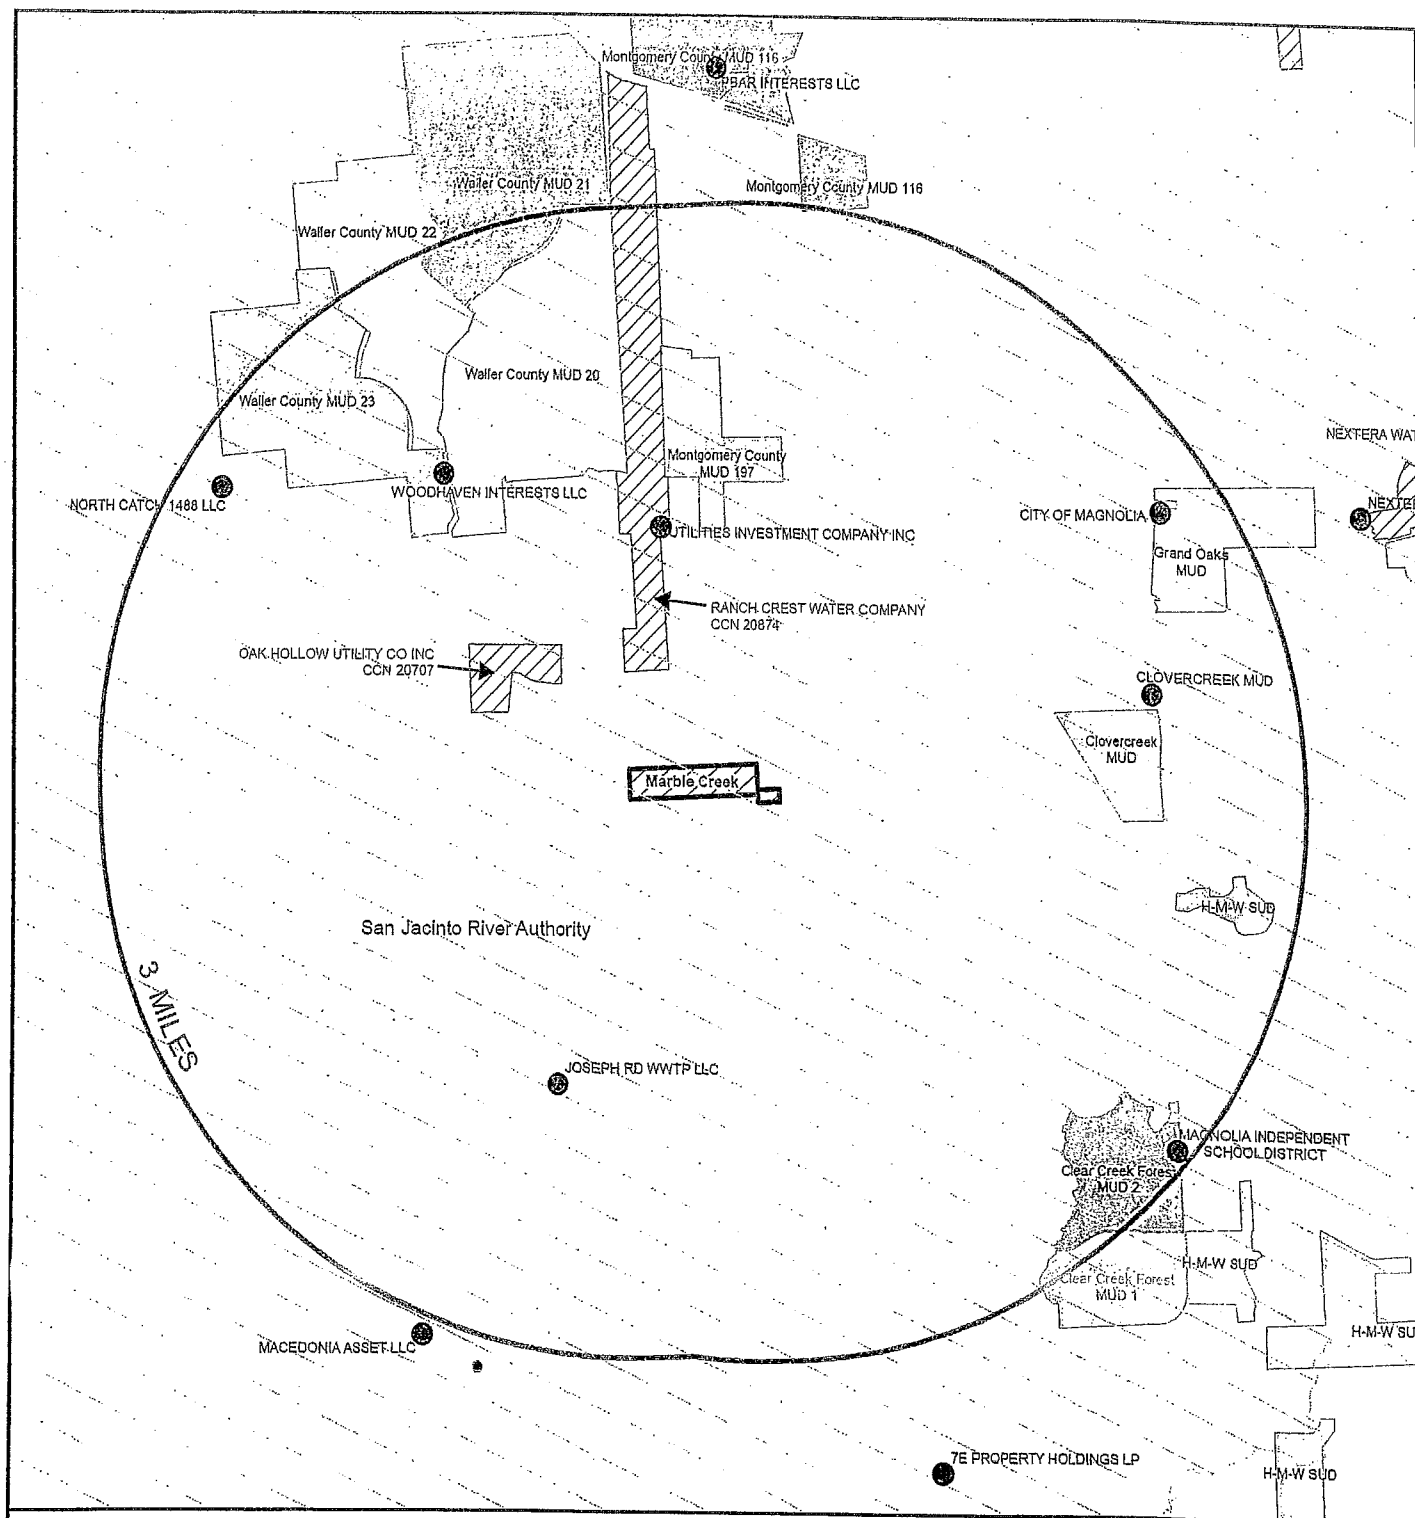 Montgomery County MUD 116
PBAR INTERESTS LLC
Waller County MUD 21
Montgomery County MUD 116
Waller County MUD 22
Waller County MUD 20
Waller County MUD 23
NEXTERA WAT
Montgomery County
MUD 197
WOODHAVEN INTERESTS LLC
NORTH CATCH 1488 LLC
CITY OF MAGNOLIA
NEXTER
UTILITIES INVESTMENT COMPANY INC
Grand Oaks
MUD
RANCH CREST WATER COMPANY
CCN 20874
OAK HOLLOW UTILITY CO INC
CCN 20707
CLOVERCREEK MUD
Clovercreek
MUD
Marble Creek
H-M-W SUD
San Jacinto River Authority
3 MILES
JOSEPH RD WWTP LLC
MAGNOLIA INDEPENDENT
SCHOOL DISTRICT
Clear Creek Forest
MUD 2
H-M-W SUD
Clear Creek Forest
MUD 1
H-M-W SU
MACEDONIA ASSET LLC
7E PROPERTY HOLDINGS LP
H-M-W SUD